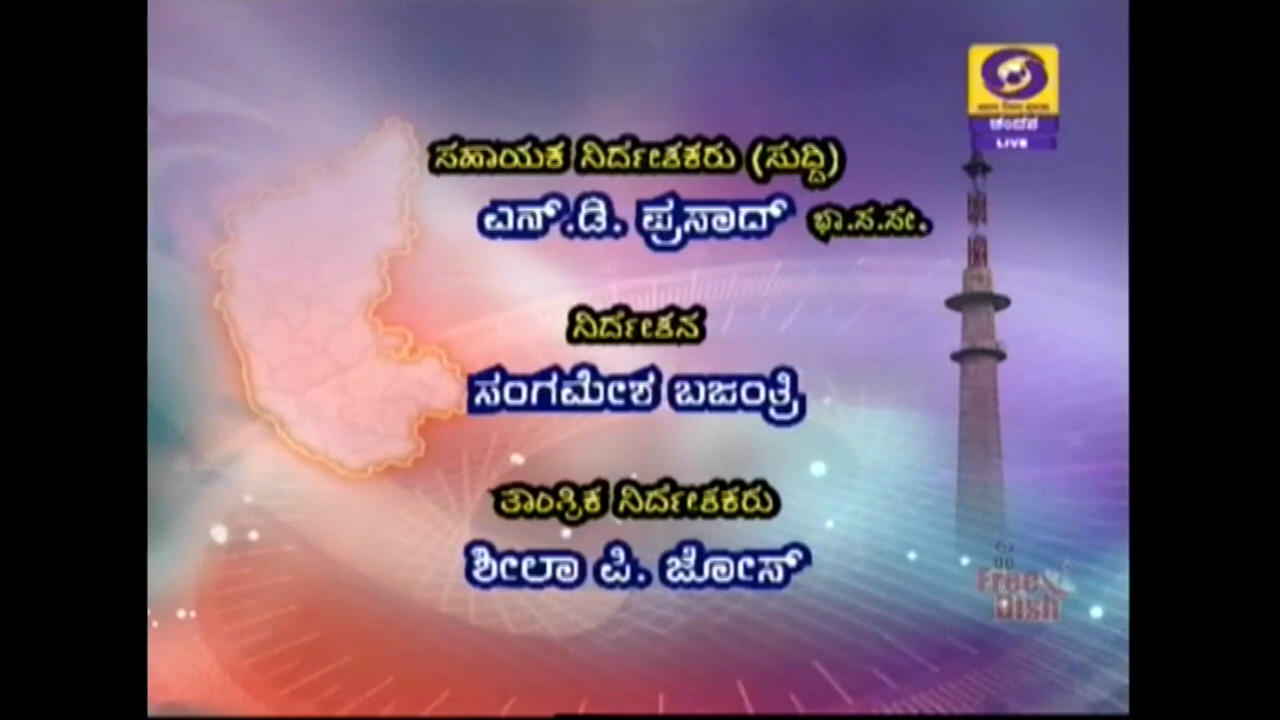 ಸಹಾಯಕ ನಿರ್ದೇಶಕರು (ಸುದ್ದಿ)
ಎನ್.ಡಿ. ಪ್ರಸಾದ್ ಭಾ.ಸ.ಸೇ.
ನಿರ್ದೇಶನ
ಸಂಗಮೇಶ ಬಜಂತ್ರಿ
ತಾಂತ್ರಿಕ ನಿರ್ದೇಶಕರು
ಶೀಲಾ ಪಿ. ಜೋಸ್
ಚಂದನ
LIVE
Free
Dish